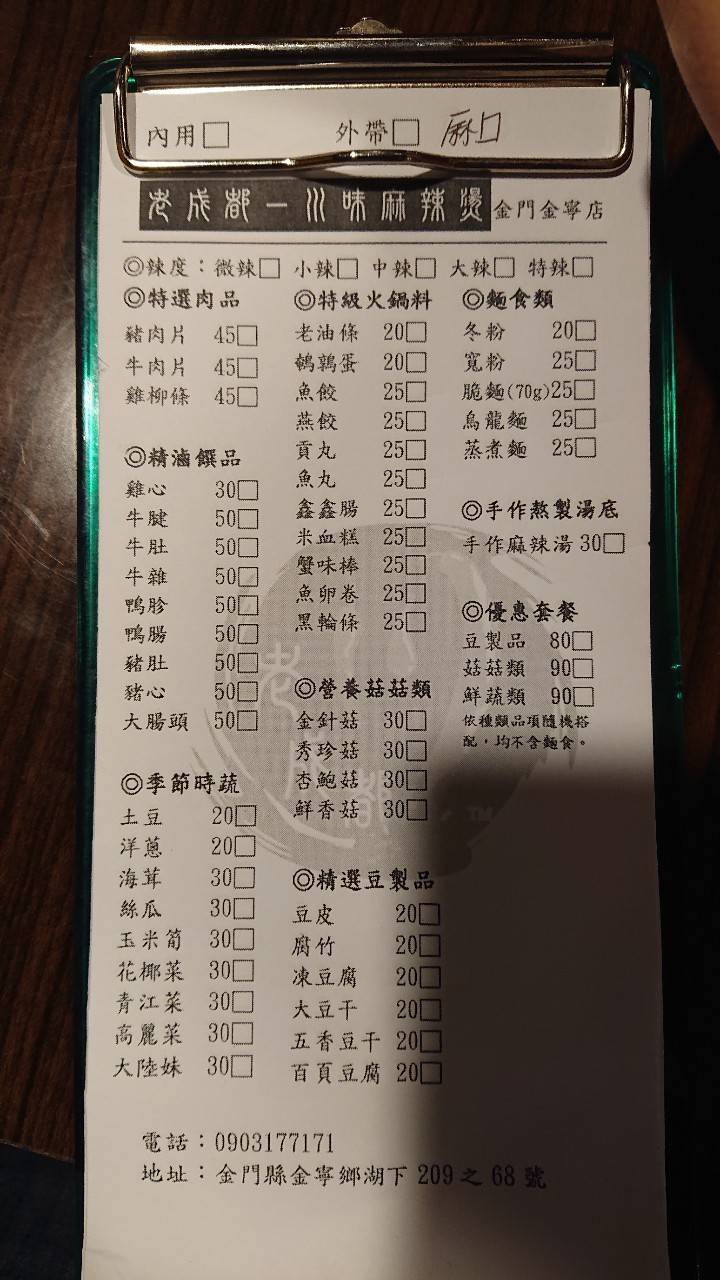 內用□ 外帶□ 麻□
老成都一川味麻辣燙 金門金寧店
◎辣度：微辣□ 小辣□ 中辣□ 大辣□ 特辣□
◎特選肉品
豬肉片 45□
牛肉片 45□
雞柳條 45□
◎精滷饌品
雞心 30□
牛腱 50□
牛肚 50□
牛雜 50□
鴨胗 50□
鴨腸 50□
豬肚 50□
豬心 50□
大腸頭 50□
◎季節時蔬
土豆 20□
洋蔥 20□
海茸 30□
絲瓜 30□
玉米筍 30□
花椰菜 30□
青江菜 30□
高麗菜 30□
大陸妹 30□
◎特級火鍋料
老油條 20□
鵪鶉蛋 20□
魚餃 25□
燕餃 25□
貢丸 25□
魚丸 25□
鑫鑫腸 25□
米血糕 25□
蟹味棒 25□
魚卵卷 25□
黑輪條 25□
◎營養菇菇類
金針菇 30□
秀珍菇 30□
杏鮑菇 30□
鮮香菇 30□
◎精選豆製品
豆皮 20□
腐竹 20□
凍豆腐 20□
大豆干 20□
五香豆干 20□
百頁豆腐 20□
◎麵食類
冬粉 20□
寬粉 25□
脆麵(70g)25□
烏龍麵 25□
蒸煮麵 25□
◎手作熬製湯底
手作麻辣湯 30□
◎優惠套餐
豆製品 80□
菇菇類 90□
鮮蔬類 90□
依種類品項隨機搭
配，均不含麵食。
老成都
TM
電話：0903177171
地址：金門縣金寧鄉湖下 209 之 68 號